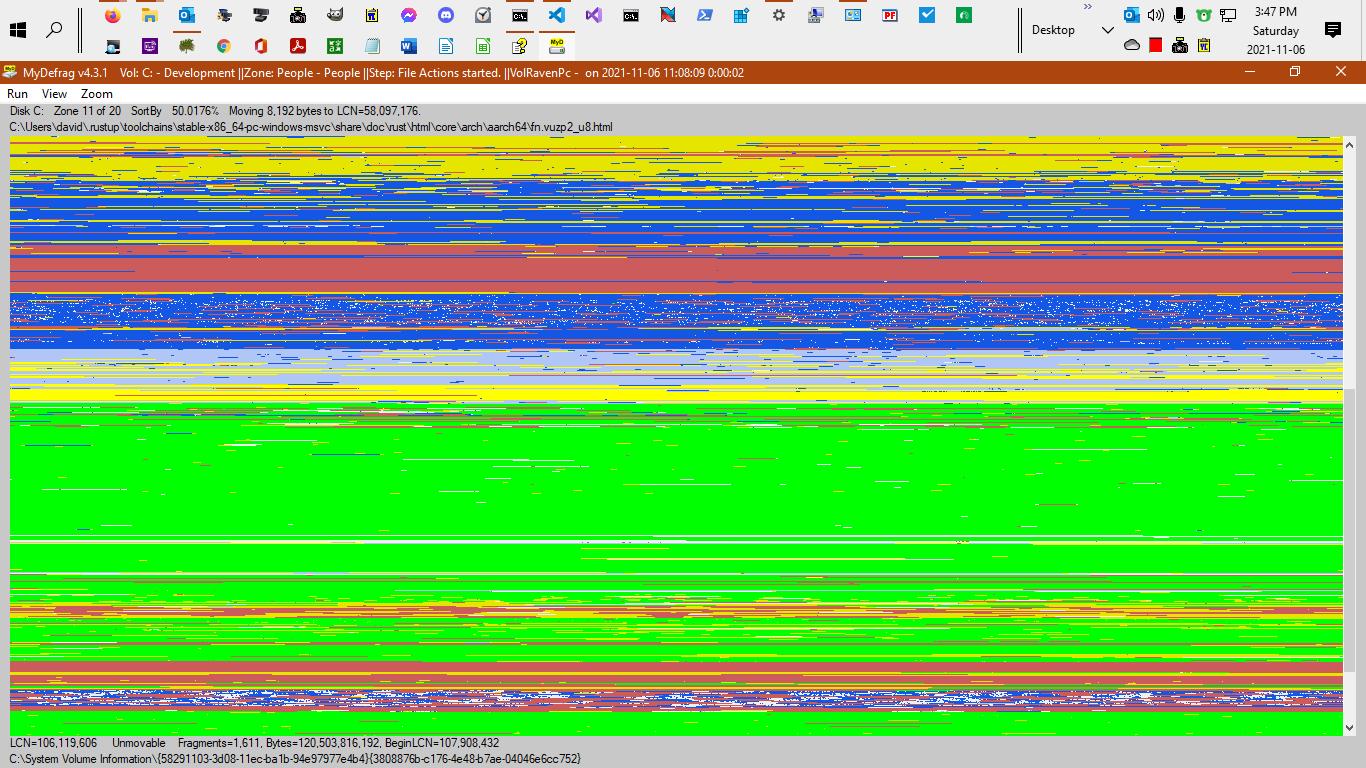 3:47 PM
Desktop
Saturday
2021-11-06
MyDefrag v4.3.1 Vol: C: - Development ||Zone: People - People ||Step: File Actions started. ||VolRavenPc - on 2021-11-06 11:08:09 0:00:02
Run View Zoom
Disk C: Zone 11 of 20 SortBy 50.0176% Moving 8,192 bytes to LCN=58,097,176.
C:\Users\david\.rustup\toolchains\stable-x86_64-pc-windows-msvc\share\doc\rust\html\core\arch\aarch64\fn.vuzp2_u8.html
LCN=106,119,606 Unmovable Fragments=1,611, Bytes=120,503,816,192, BeginLCN=107,908,432
C:\System Volume Information\{58291103-3d08-11ec-ba1b-94e97977e4b4}{3808876b-c176-4e48-b7ae-04046e6cc752}